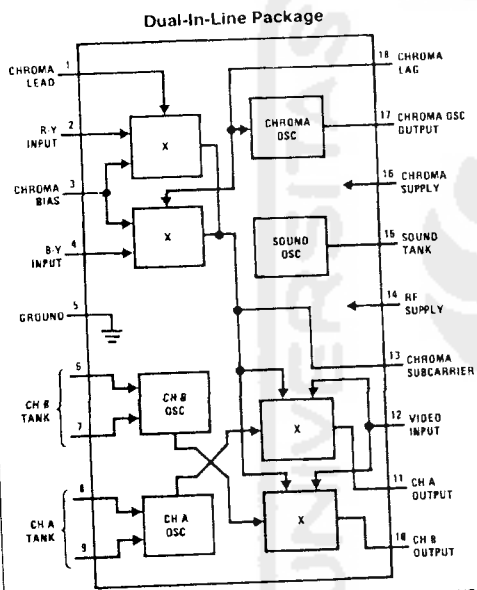 Dual-In-Line Package
CHROMA
LEAD
1
R-Y
INPUT
2
CHROMA
BIAS
3
B-Y
INPUT
4
GROUND
5
CH B
TANK
6
7
CH A
TANK
8
9
X
X
CHROMA
OSC
SOUND
OSC
CH B
OSC
CH A
OSC
X
X
18
CHROMA
LAG
17
CHROMA OSC
OUTPUT
16
CHROMA
SUPPLY
15
SOUND
TANK
14
RF
SUPPLY
13
CHROMA
SUBCARRIER
12
VIDEO
INPUT
11
CH A
OUTPUT
10
CH B
OUTPUT